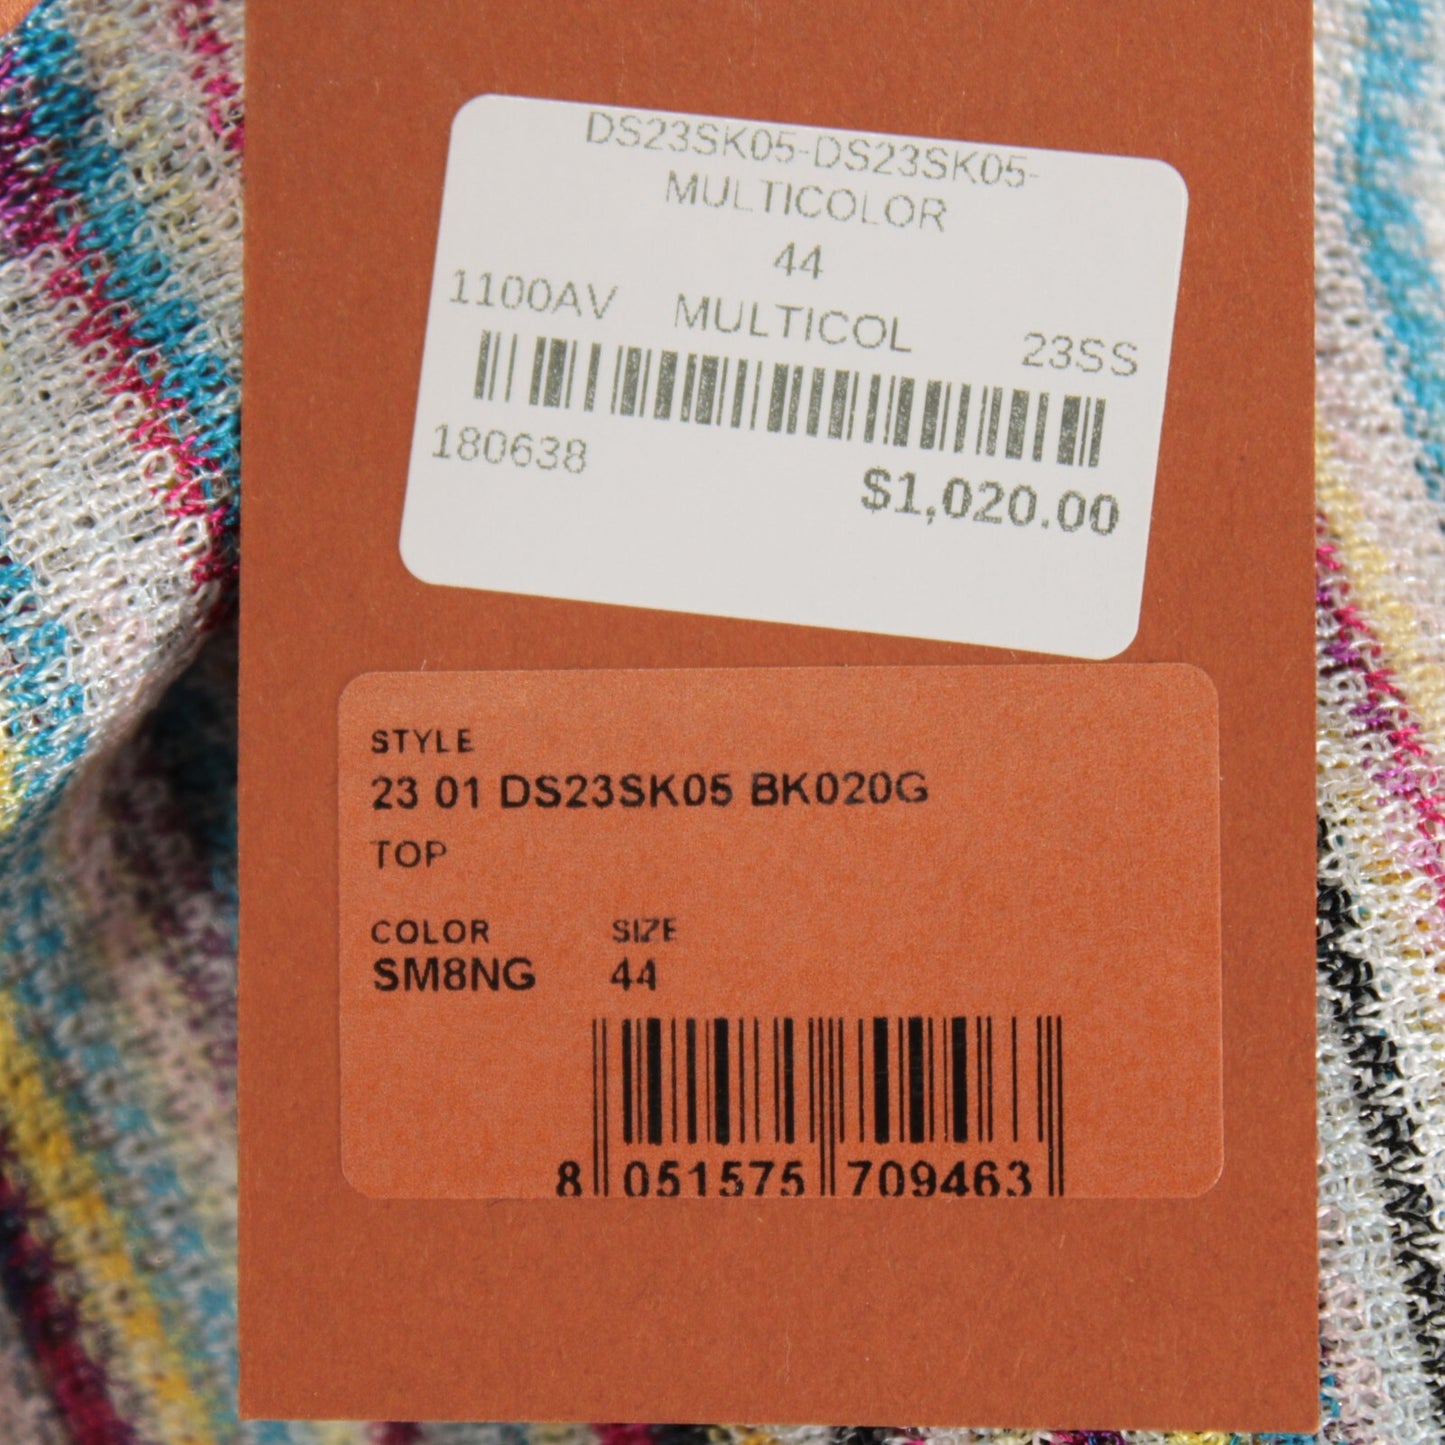 DS23SK05-DS23SK05-
MULTICOLOR
44
1100AV MULTICOL 23SS
180638
$1,020.00
STYLE
23 01 DS23SK05 BK020G
TOP
COLOR SIZE
SM8NG 44
8 051575 709463